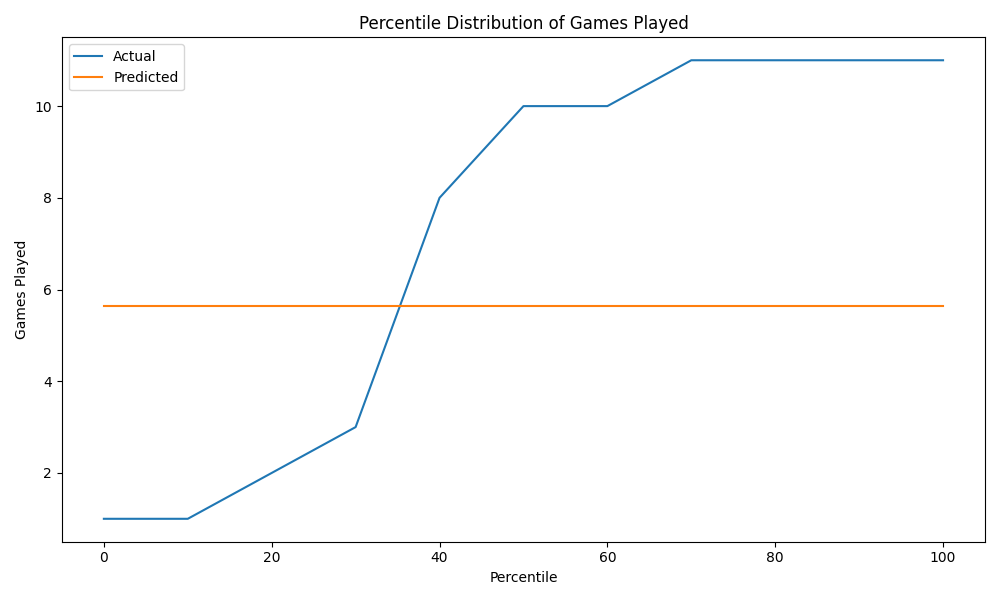 Percentile Distribution of Games Played
Actual
Predicted
10
8
6
4
2
Games Played
0 20 40 60 80 100
Percentile